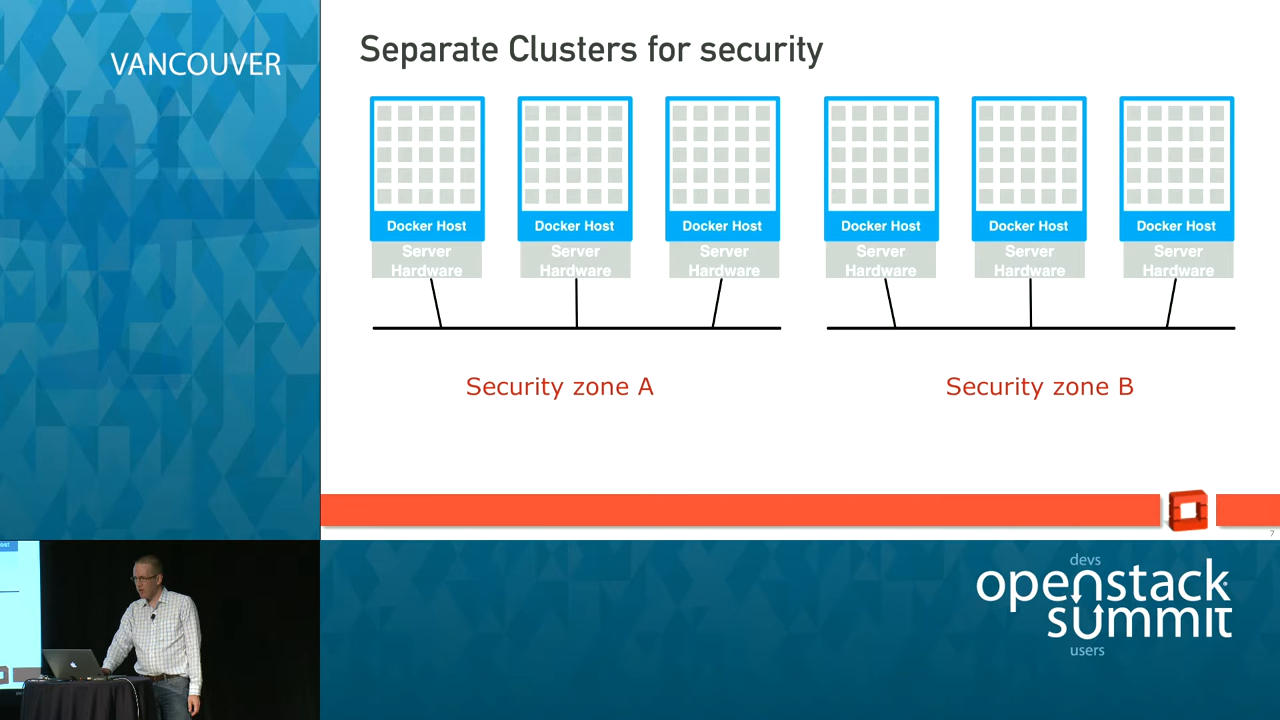 VANCOUVER
Separate Clusters for security
Docker Host
Server
Hardware
Docker Host
Server
Hardware
Docker Host
Server
Hardware
Docker Host
Server
Hardware
Docker Host
Server
Hardware
Docker Host
Server
Hardware
Security zone A
Security zone B
7
devs
openstack
summit
users